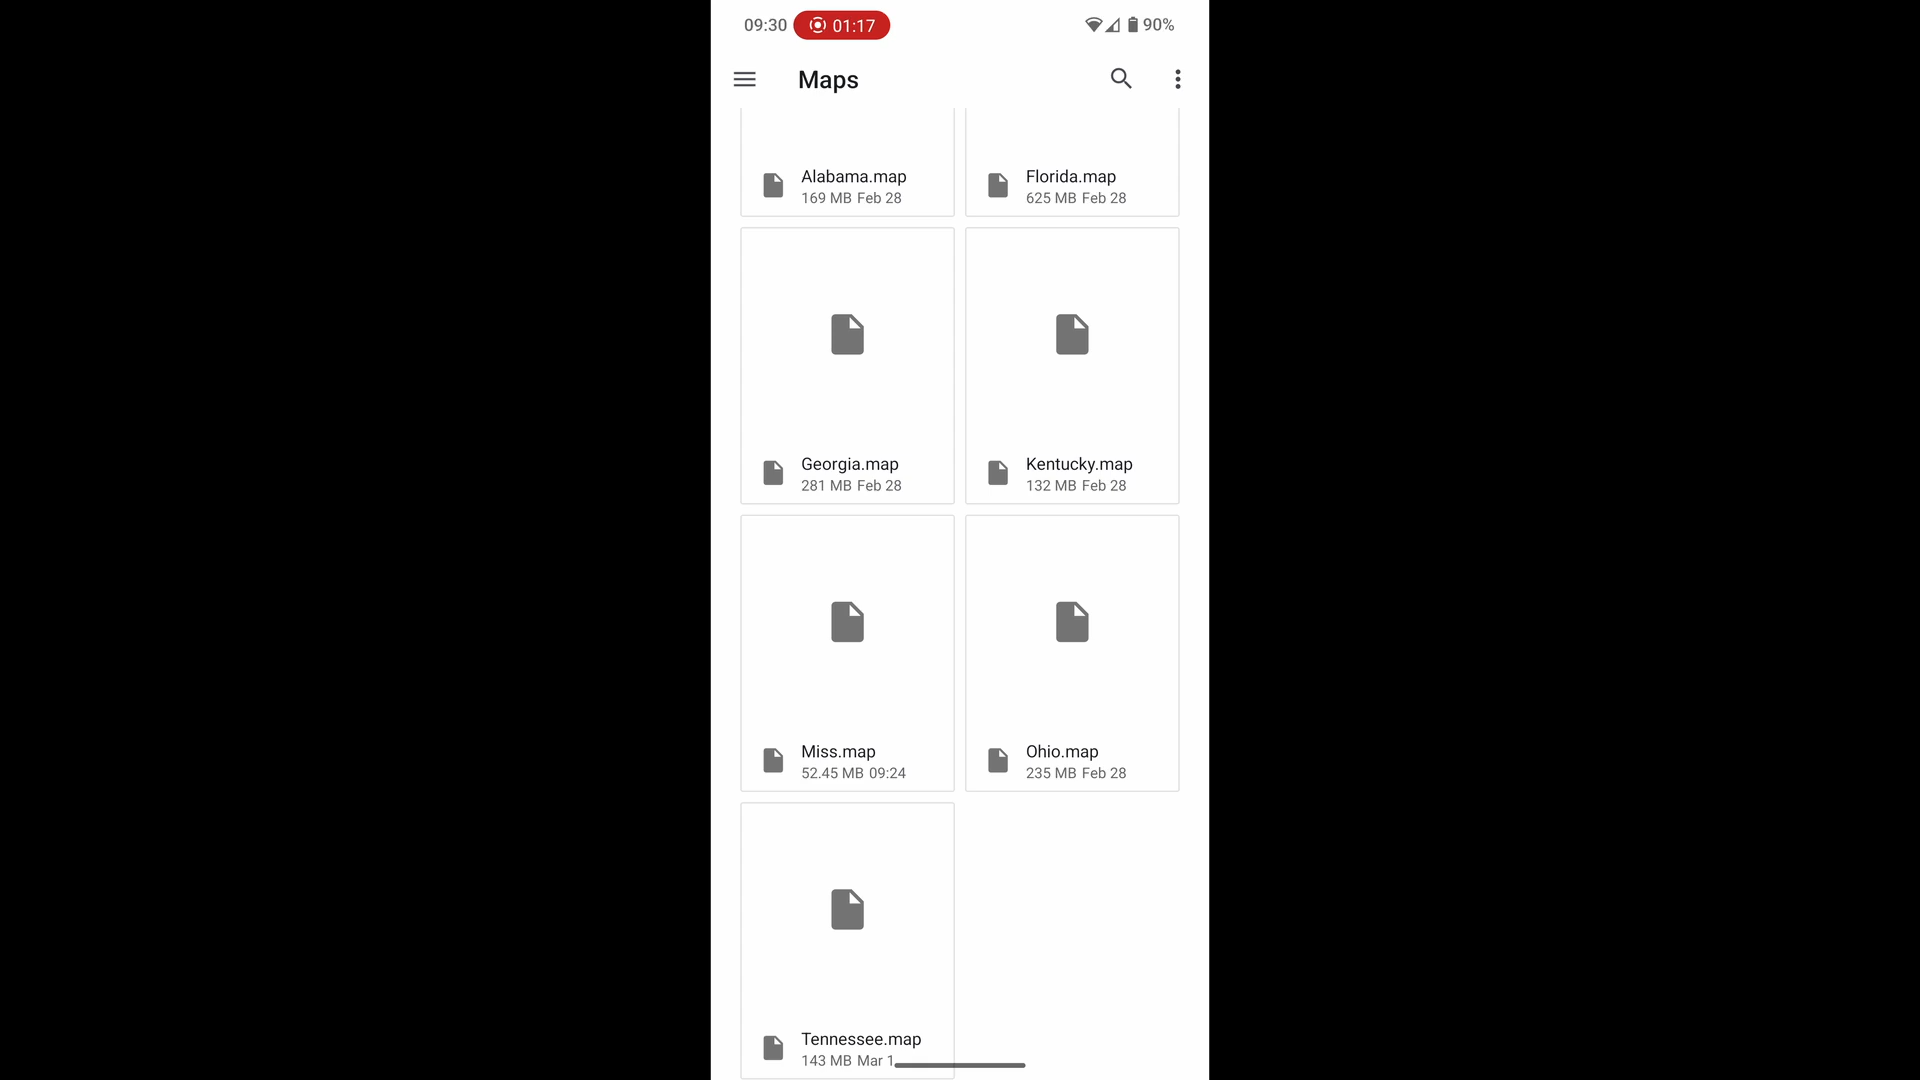 09:30 01:17 90%
Maps
Alabama.map
169 MB Feb 28
Florida.map
625 MB Feb 28
Georgia.map
281 MB Feb 28
Kentucky.map
132 MB Feb 28
Miss.map
52.45 MB 09:24
Ohio.map
235 MB Feb 28
Tennessee.map
143 MB Mar 1